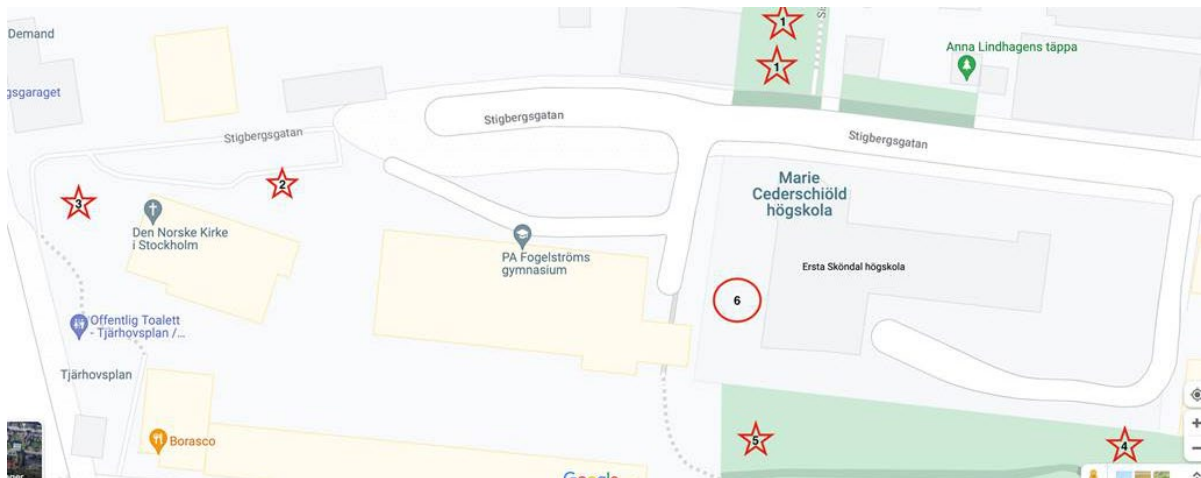 1
1
Demand
Anna Lindhagens täppa
gsgaraget
Stigbergsgatan
Stigbergsgatan
Stigbergsgatan
2
3
Marie
Cederschiöld
högskola
Den Norske Kirke
i Stockholm
PA Fogelströms
gymnasium
Ersta Sköndal högskola
6
Offentlig Toalett
- Tjärhovsplan /...
Tjärhovsplan
Borasco
5
4